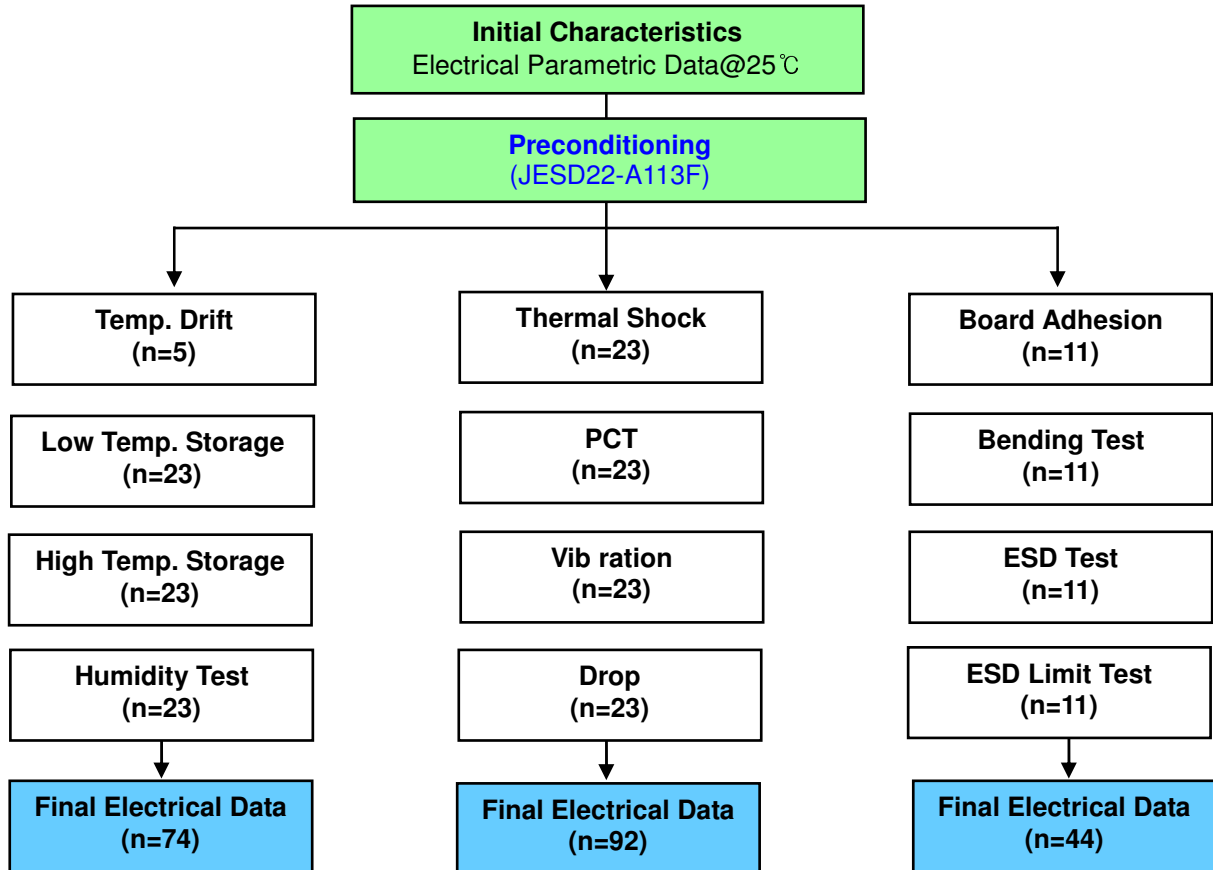 Initial Characteristics
Electrical Parametric Data@25℃
Preconditioning
(JESD22-A113F)
Temp. Drift
(n=5)
Low Temp. Storage
(n=23)
High Temp. Storage
(n=23)
Humidity Test
(n=23)
Final Electrical Data
(n=74)
Thermal Shock
(n=23)
PCT
(n=23)
Vib ration
(n=23)
Drop
(n=23)
Final Electrical Data
(n=92)
Board Adhesion
(n=11)
Bending Test
(n=11)
ESD Test
(n=11)
ESD Limit Test
(n=11)
Final Electrical Data
(n=44)